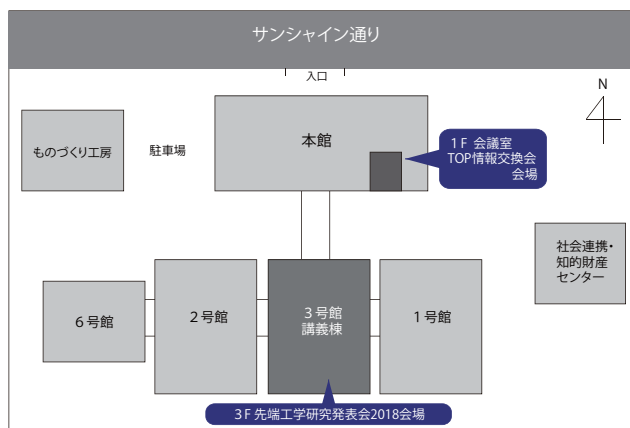 サンシャイン通り
入口
N
ものづくり工房
駐車場
本館
1F 会議室
TOP情報交換会
会場
社会連携・
知的財産
センター
6号館
2号館
3号館
講義棟
1号館
3F 先端工学研究発表会2018会場